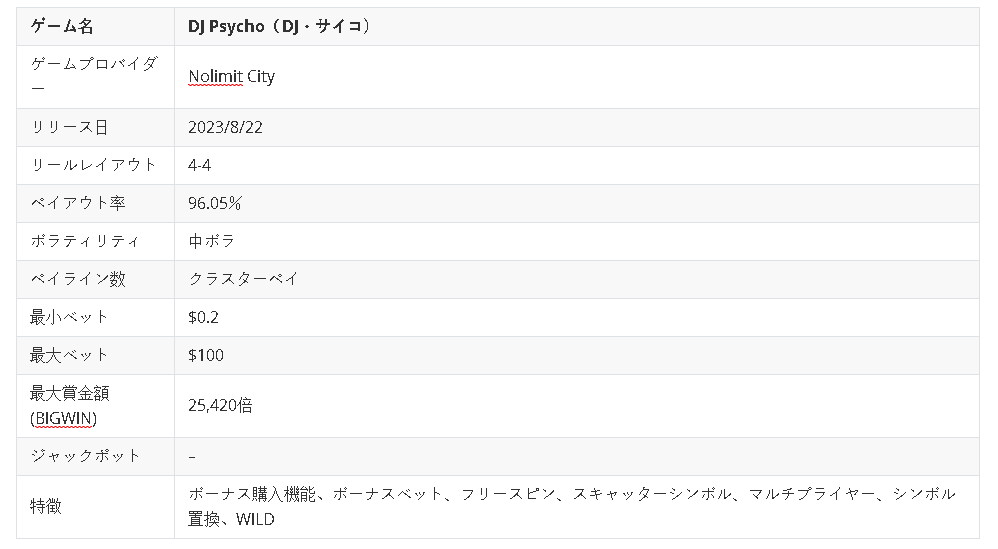 ゲーム名 DJ Psycho（DJ・サイコ）
ゲームプロバイダ
ー
Nolimit City
リリース日 2023/8/22
リールレイアウト 4-4
ペイアウト率 96.05%
ボラティリティ 中ボラ
ペイライン数 クラスターペイ
最小ベット $0.2
最大ベット $100
最大賞金額
(BIGWIN)
25,420倍
ジャックポット –
特徴
ボーナス購入機能、ボーナスベット、フリースピン、スキャッターシンボル、マルチプライヤー、シンボル
置換、WILD